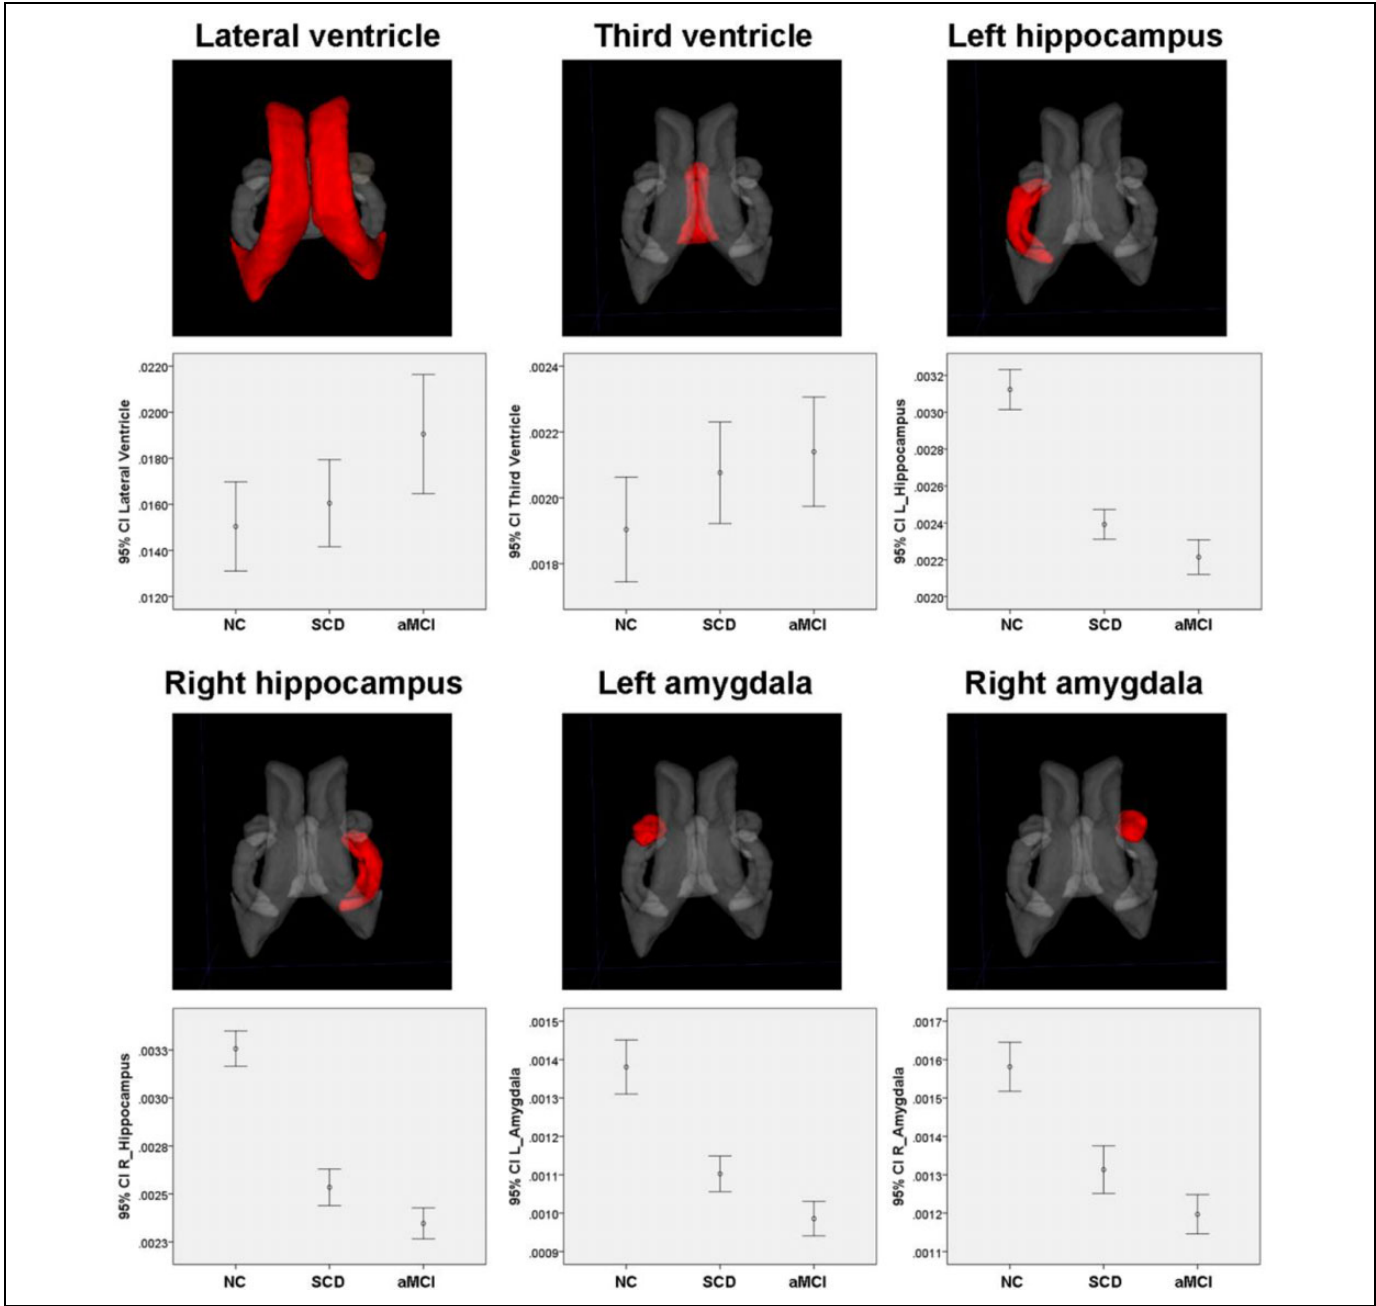 Lateral ventricle
Third ventricle
Left hippocampus
95% CI Lateral Ventricle
.0220
.0200
.0180
.0160
.0140
.0120
NC SCD aMCI
95% CI Third Ventricle
.0024
.0022
.0020
.0018
NC SCD aMCI
95% CI L_Hippocampus
.0032
.0030
.0028
.0026
.0024
.0022
.0020
NC SCD aMCI
Right hippocampus
Left amygdala
Right amygdala
95% CI R_Hippocampus
.0033
.0030
.0028
.0025
.0023
NC SCD aMCI
95% CI L_Amygdala
.0015
.0014
.0013
.0012
.0011
.0010
.0009
NC SCD aMCI
95% CI R_Amygdala
.0017
.0016
.0015
.0014
.0013
.0012
.0011
NC SCD aMCI